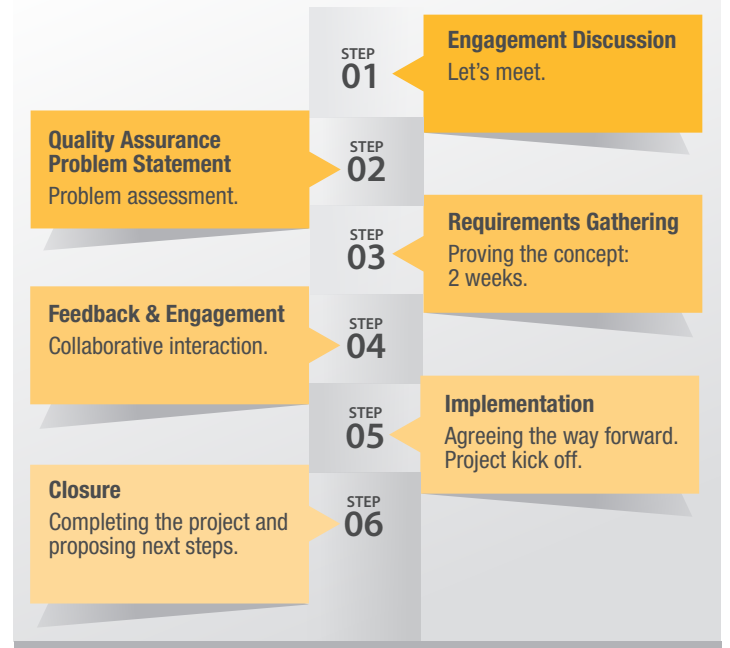 STEP
01
Engagement Discussion
Let’s meet.
Quality Assurance
Problem Statement
Problem assessment.
STEP
02
STEP
03
Requirements Gathering
Proving the concept:
2 weeks.
Feedback & Engagement
Collaborative interaction.
STEP
04
STEP
05
Implementation
Agreeing the way forward.
Project kick off.
Closure
Completing the project and
proposing next steps.
STEP
06